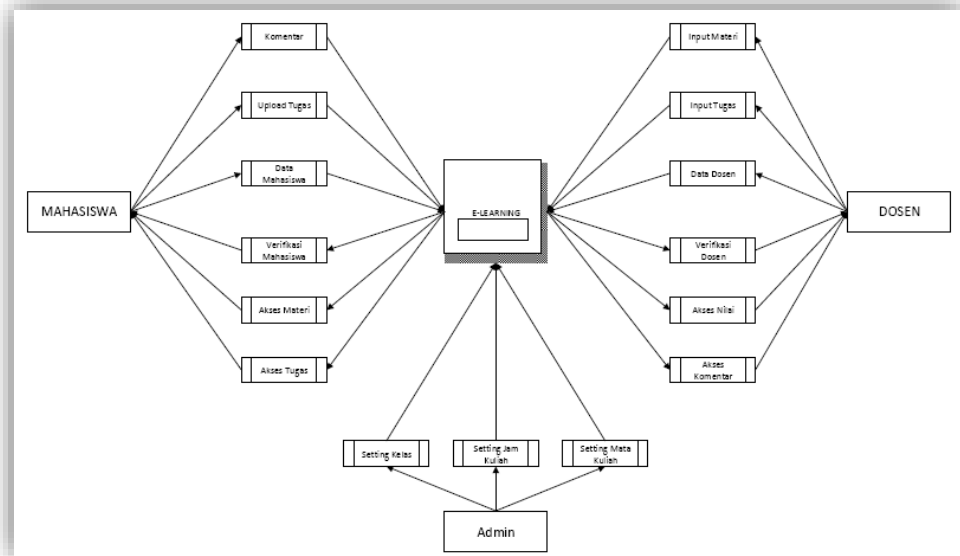 Komentar
Input Materi
Upload Tugas
Input Tugas
Data
Mahasiswa
Data Dosen
MAHASISWA
E-LEARNING
DOSEN
Verifikasi
Mahasiswa
Verifikasi
Dosen
Akses Materi
Akses Nilai
Akses Tugas
Akses
Komentar
Setting Kelas
Setting Jam
Kuliah
Setting Mata
Kuliah
Admin